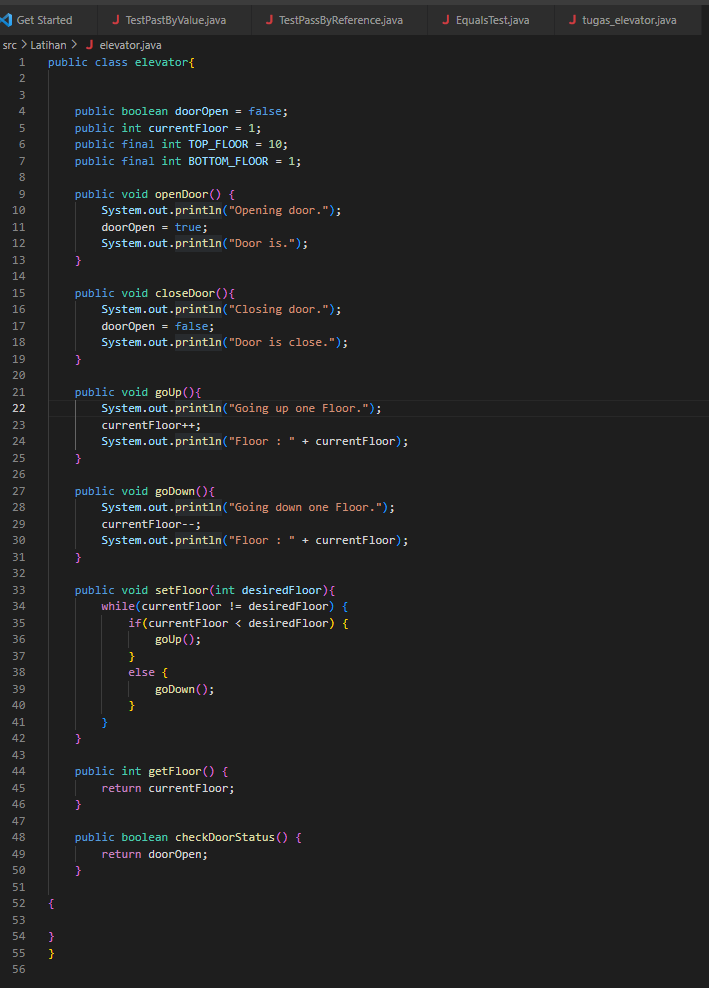 Get Started J TestPastByValue.java J TestPassByReference.java J EqualsTest.java J tugas_elevator.java
src > Latihan > J elevator.java
1 public class elevator{
2
3
4     public boolean doorOpen = false;
5     public int currentFloor = 1;
6     public final int TOP_FLOOR = 10;
7     public final int BOTTOM_FLOOR = 1;
8
9     public void openDoor() {
10         System.out.println("Opening door.");
11         doorOpen = true;
12         System.out.println("Door is.");
13     }
14
15     public void closeDoor(){
16         System.out.println("Closing door.");
17         doorOpen = false;
18         System.out.println("Door is close.");
19     }
20
21     public void goUp(){
22         System.out.println("Going up one Floor.");
23         currentFloor++;
24         System.out.println("Floor : " + currentFloor);
25     }
26
27     public void goDown(){
28         System.out.println("Going down one Floor.");
29         currentFloor--;
30         System.out.println("Floor : " + currentFloor);
31     }
32
33     public void setFloor(int desiredFloor){
34         while(currentFloor != desiredFloor) {
35             if(currentFloor < desiredFloor) {
36                 goUp();
37             }
38             else {
39                 goDown();
40             }
41         }
42     }
43
44     public int getFloor() {
45         return currentFloor;
46     }
47
48     public boolean checkDoorStatus() {
49         return doorOpen;
50     }
51
52 {
53
54 }
55 }
56